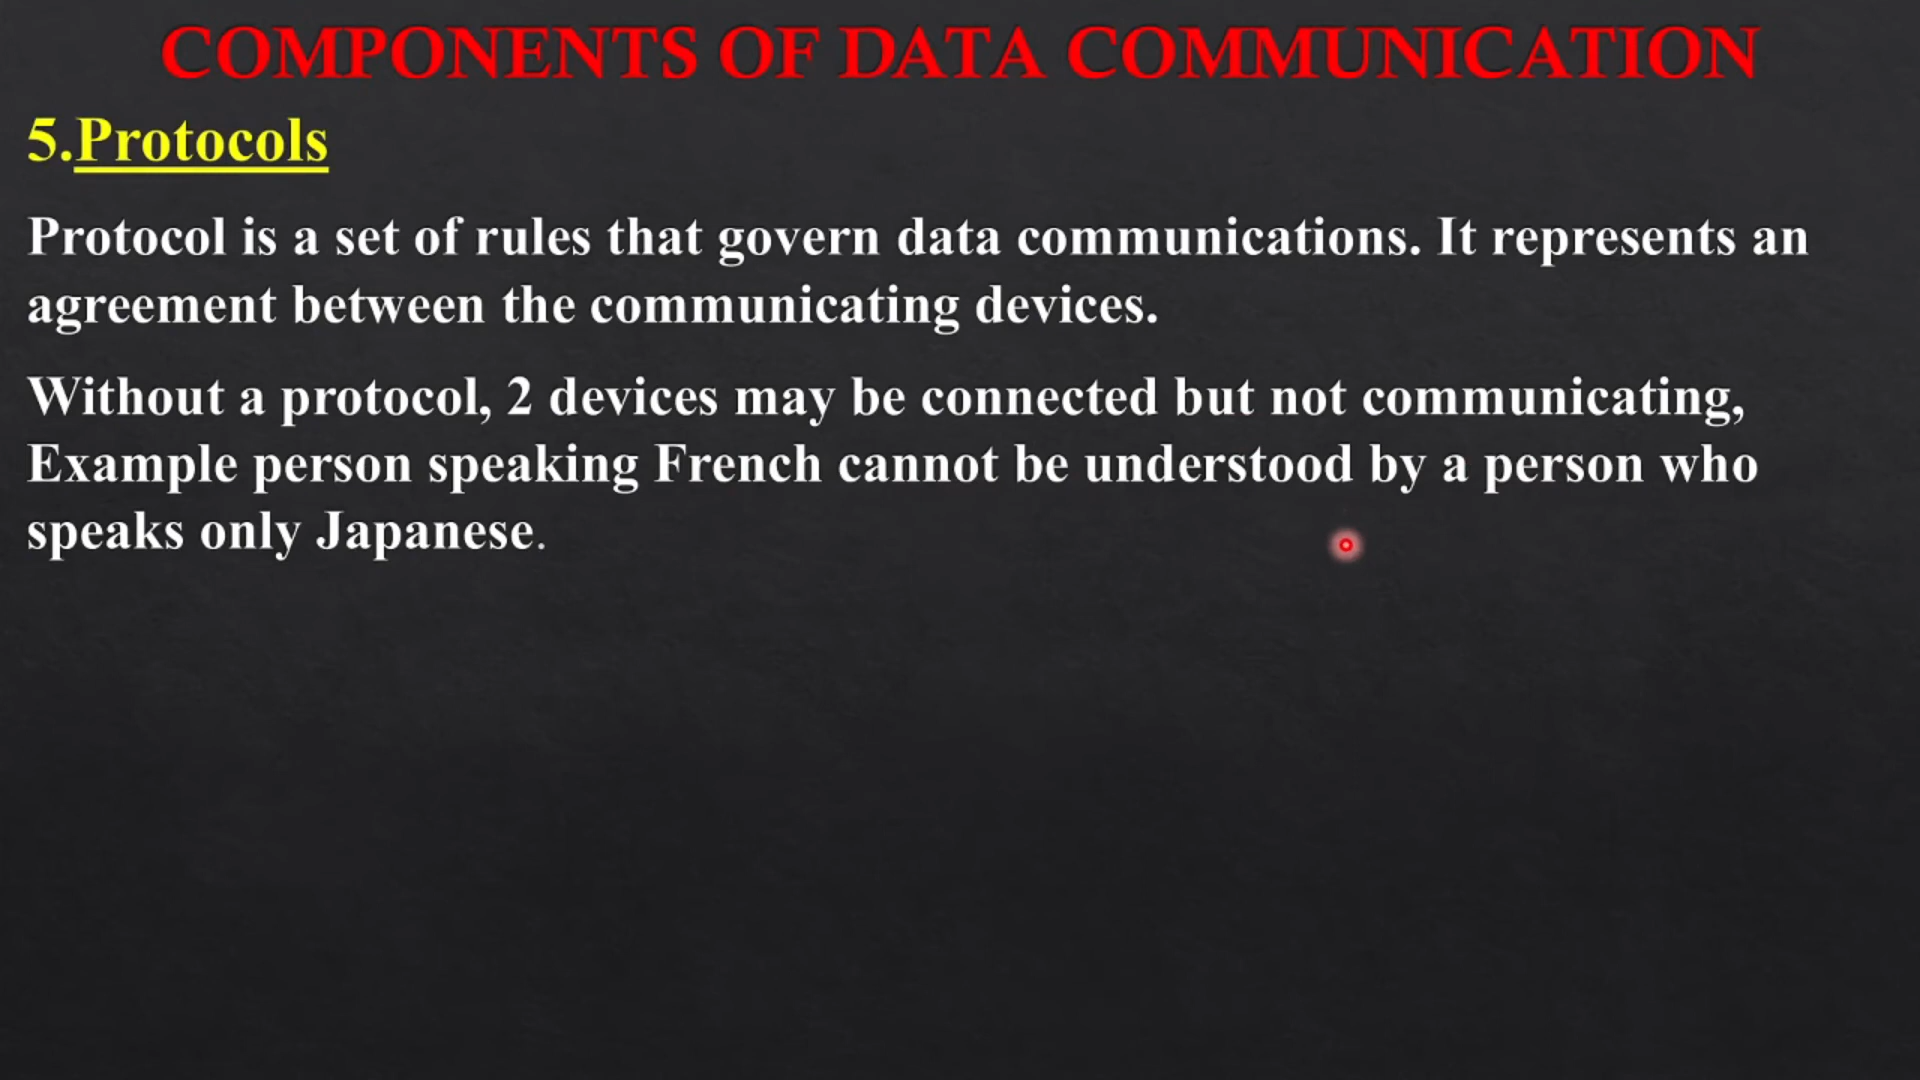 COMPONENTS OF DATA COMMUNICATION
5.Protocols
Protocol is a set of rules that govern data communications. It represents an
agreement between the communicating devices.
Without a protocol, 2 devices may be connected but not communicating,
Example person speaking French cannot be understood by a person who
speaks only Japanese.